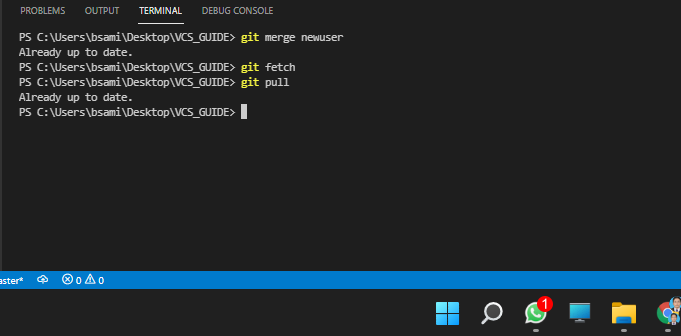 PROBLEMS OUTPUT TERMINAL DEBUG CONSOLE
PS C:\Users\bsami\Desktop\VCS_GUIDE> git merge newuser
Already up to date.
PS C:\Users\bsami\Desktop\VCS_GUIDE> git fetch
PS C:\Users\bsami\Desktop\VCS_GUIDE> git pull
Already up to date.
PS C:\Users\bsami\Desktop\VCS_GUIDE>
aster* 0 0
1